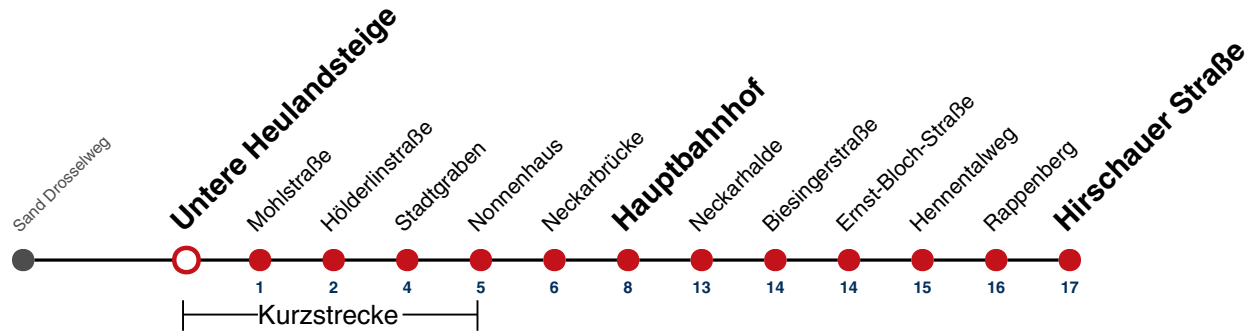 Sand Drosselweg
Untere Heulandsteige
Mohlstraße
Hölderlinstraße
Stadtgraben
Nonnenhaus
Neckarbrücke
Hauptbahnhof
Neckarhalde
Biesingerstraße
Ernst-Bloch-Straße
Hennentalweg
Rappenberg
Hirschauer Straße
1 2 4 5 6 8 13 14 14 15 16 17
Kurzstrecke